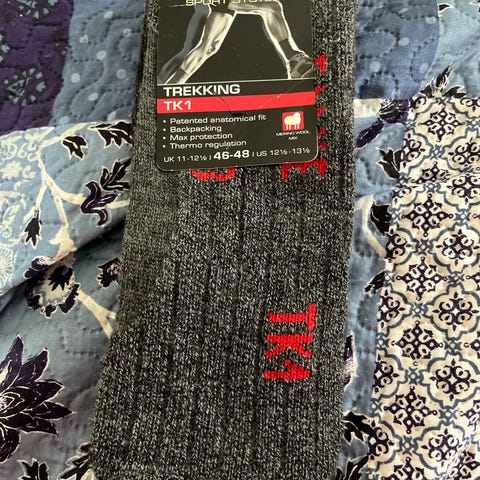 TREKKING
TK1
• Patented anatomical fit
• Backpacking
• Max protection
• Thermo regulation
MERINO WOOL
UK 11-12½ | 46-48 | US 12½-13½
TK1